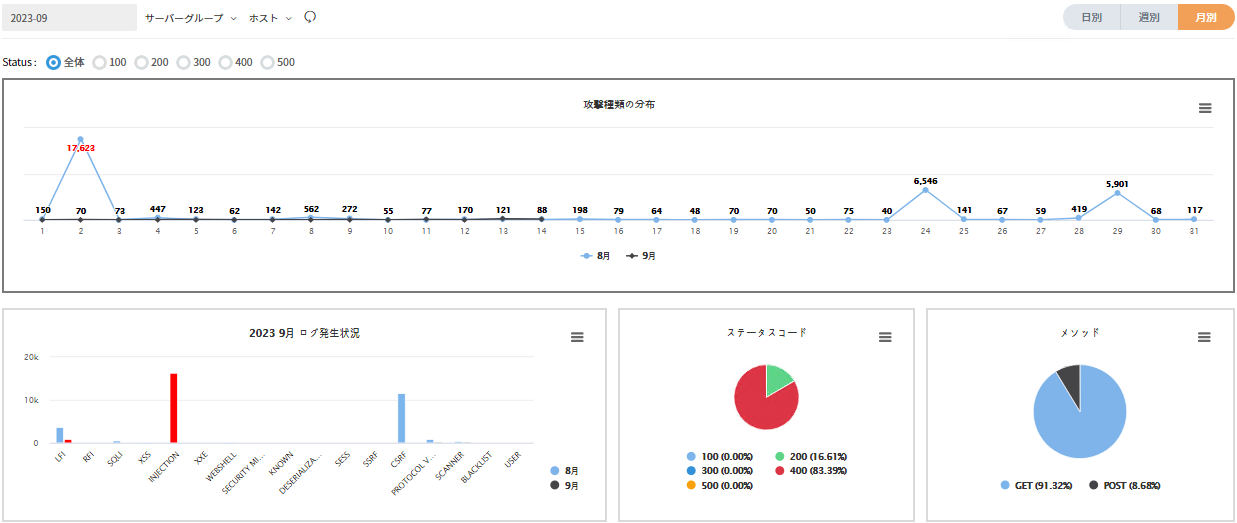 2023-09 サーバーグループ ホスト 日別 週別 月別
Status : 全体 100 200 300 400 500
攻撃種類の分布
17,623
150 70 73 447 123 62 142 562 272 55 77 170 121 88 198 79 64 48 70 70 50 75 40 6,546 141 67 59 419 5,901 68 117
1 2 3 4 5 6 7 8 9 10 11 12 13 14 15 16 17 18 19 20 21 22 23 24 25 26 27 28 29 30 31
8月 9月
2023 9月 ログ発生状況
20k
10k
0
LFI RFI SQLI XSS INJECTION XXE WEBSHELL SECURITY MI... KNOWN DESERIALIZA... SESS SSRF CSRF PROTOCOL V... SCANNER BLACKLIST USER
8月
9月
ステータスコード
100 (0.00%) 200 (16.61%)
300 (0.00%) 400 (83.39%)
500 (0.00%)
メソッド
GET (91.32%) POST (8.68%)